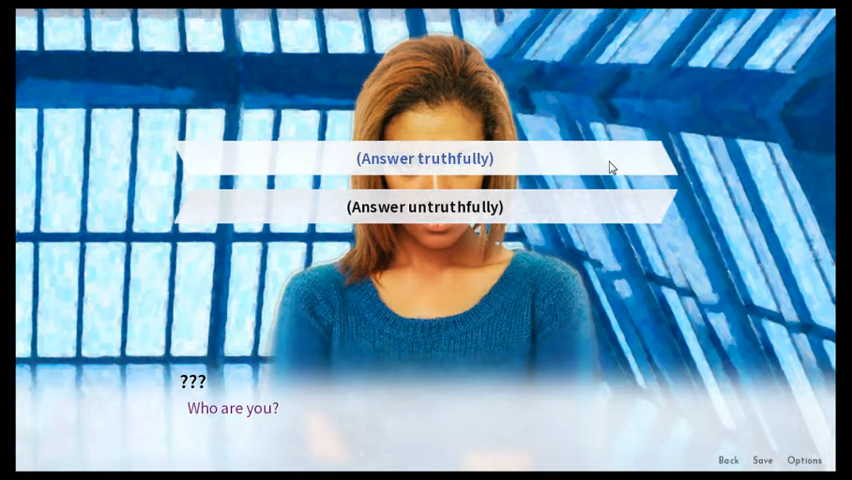 (Answer truthfully)
(Answer untruthfully)
???
Who are you?
Back Save Options